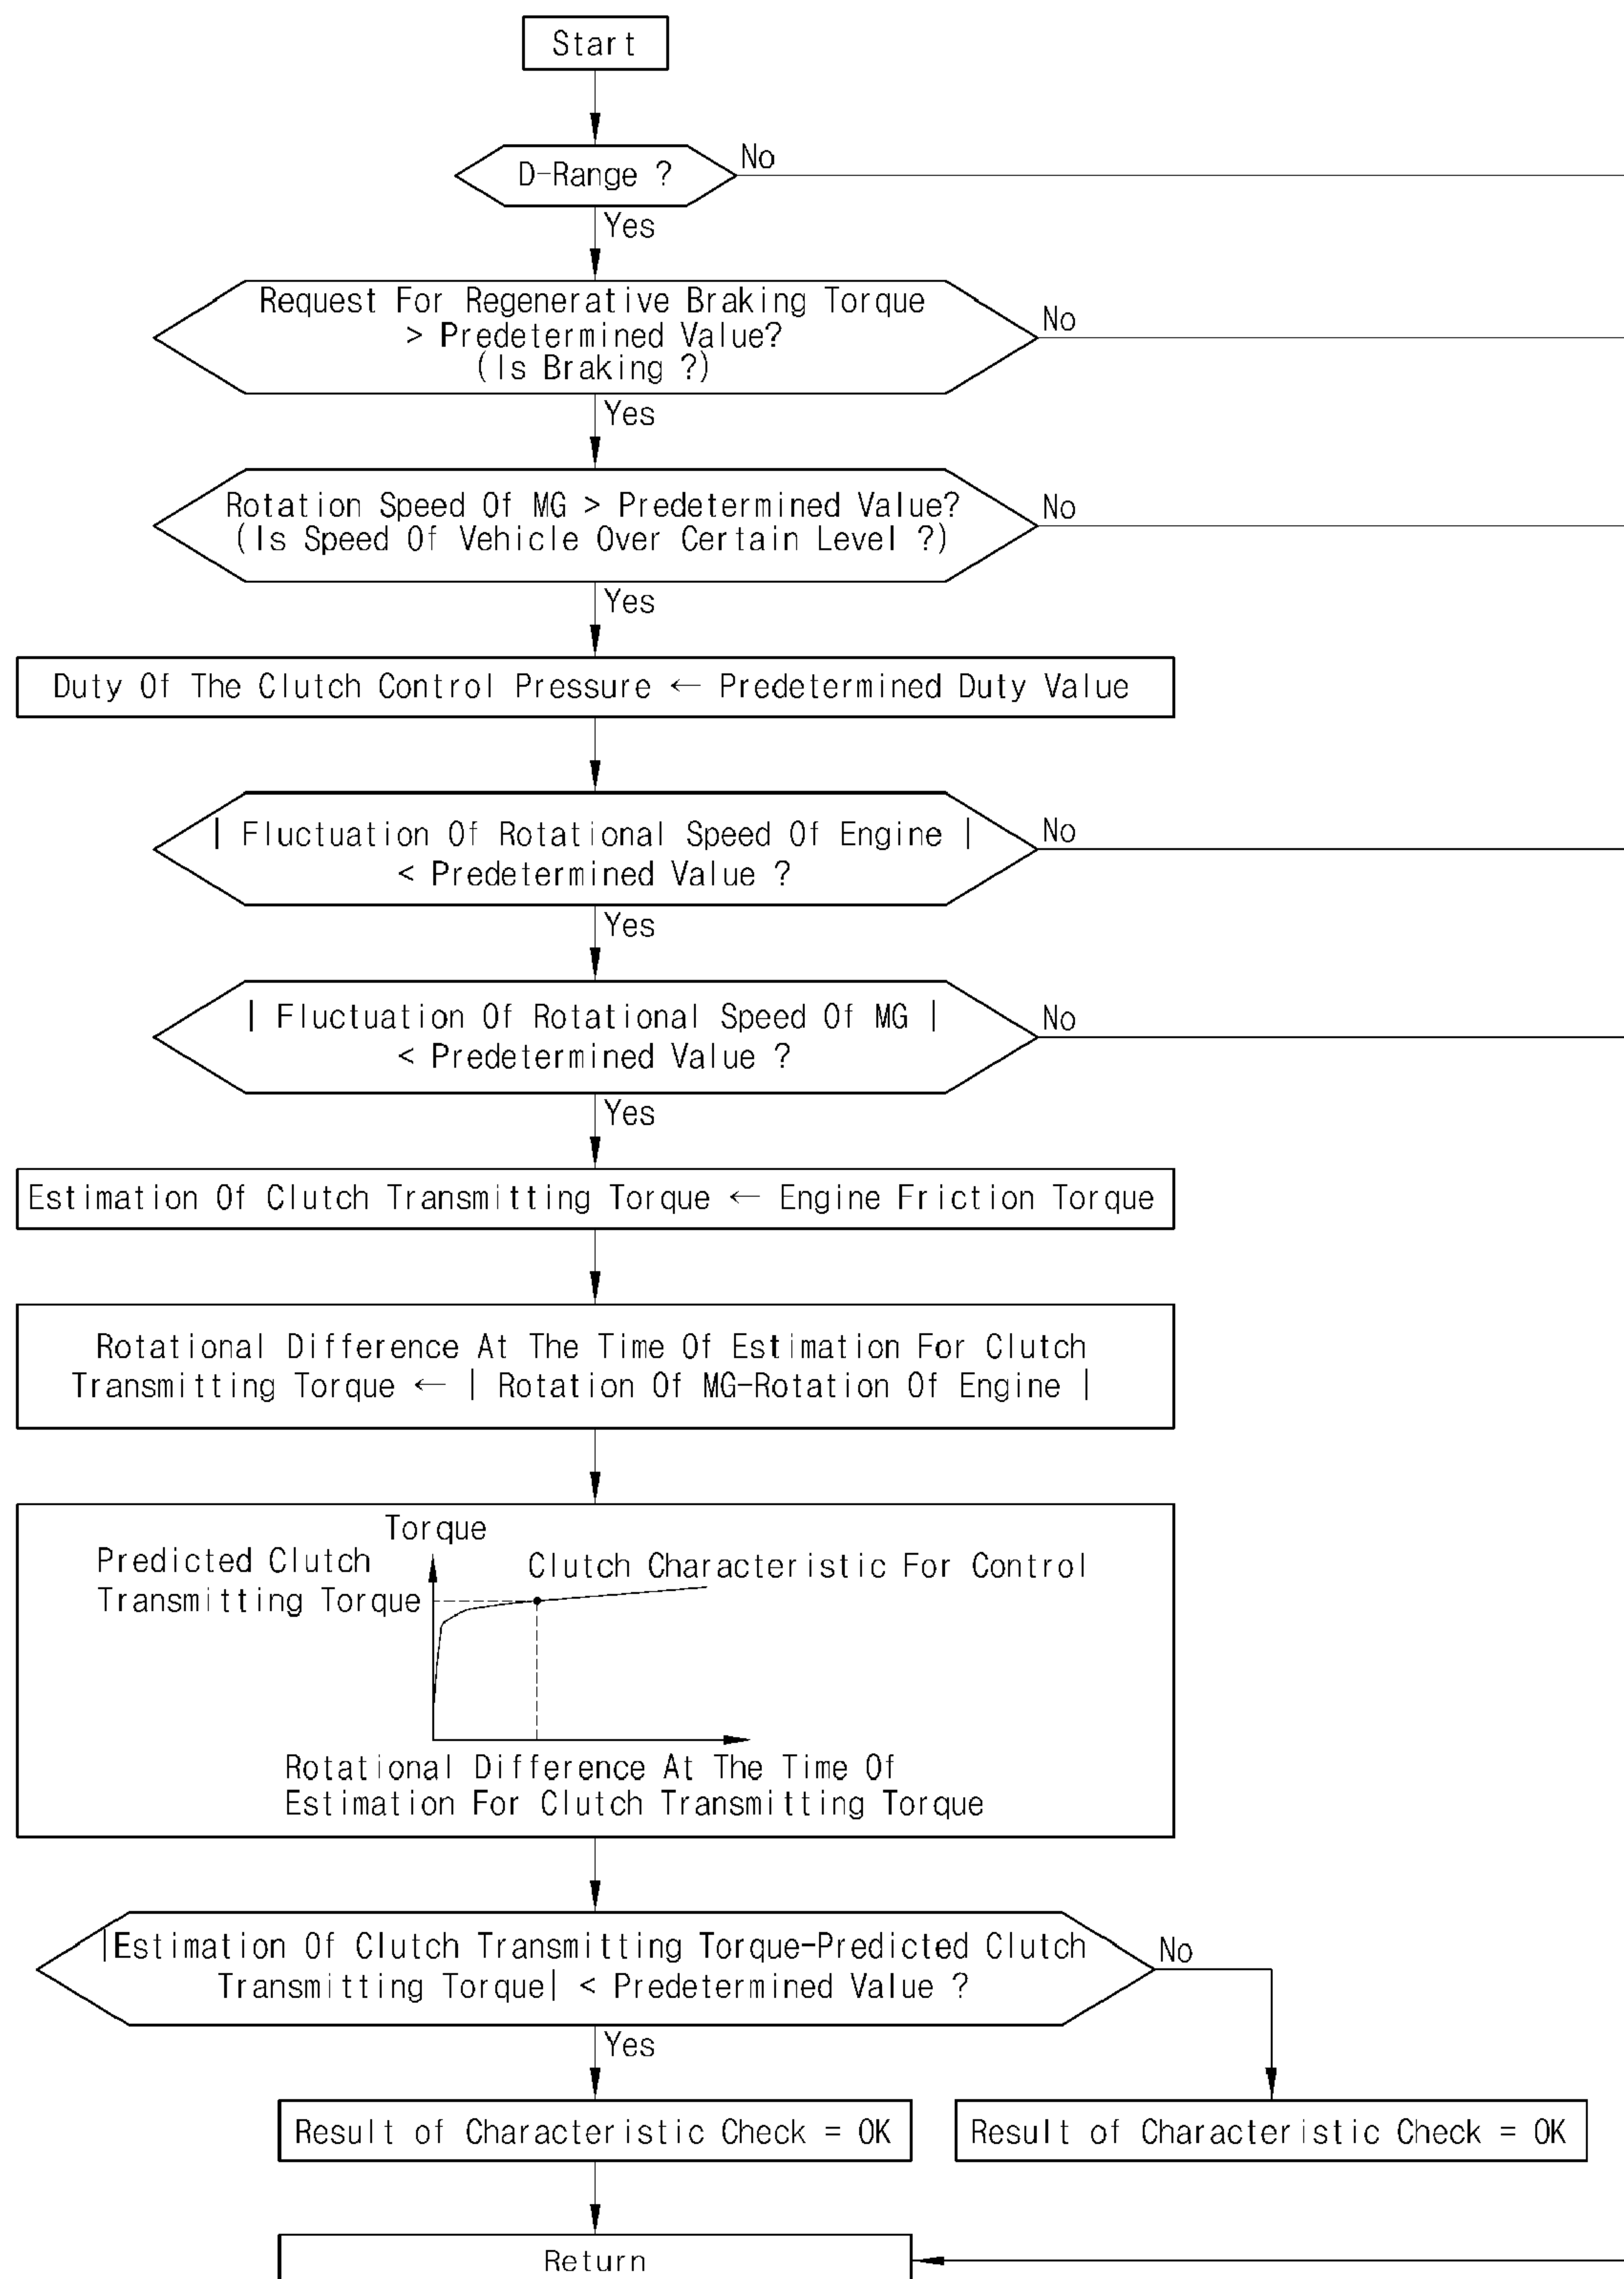 Start
D-Range ?
No
Yes
Request For Regenerative Braking Torque
> Predetermined Value?
(Is Braking ?)
No
Yes
Rotation Speed Of MG > Predetermined Value?
(Is Speed Of Vehicle Over Certain Level ?)
No
Yes
Duty Of The Clutch Control Pressure ← Predetermined Duty Value
| Fluctuation Of Rotational Speed Of Engine |
< Predetermined Value ?
No
Yes
| Fluctuation Of Rotational Speed Of MG |
< Predetermined Value ?
No
Yes
Estimation Of Clutch Transmitting Torque ← Engine Friction Torque
Rotational Difference At The Time Of Estimation For Clutch
Transmitting Torque ← | Rotation Of MG-Rotation Of Engine |
Torque
Predicted Clutch
Transmitting Torque
Clutch Characteristic For Control
Rotational Difference At The Time Of
Estimation For Clutch Transmitting Torque
|Estimation Of Clutch Transmitting Torque-Predicted Clutch
Transmitting Torque| < Predetermined Value ?
No
Yes
Result of Characteristic Check = OK
Result of Characteristic Check = OK
Return